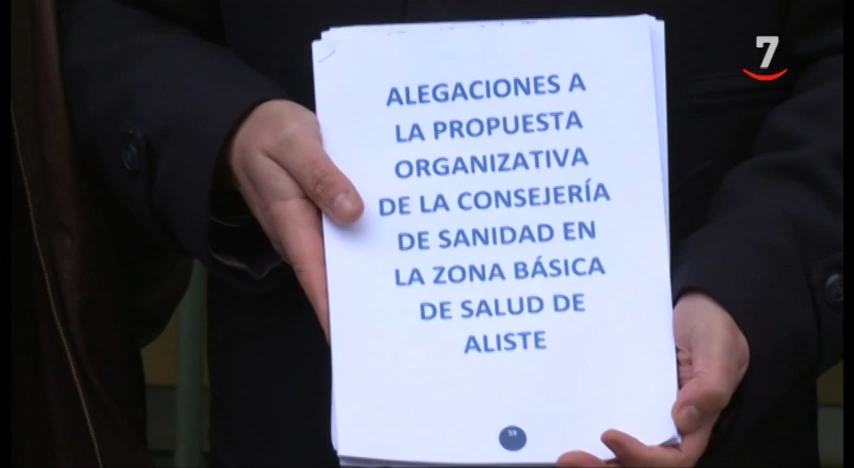 7
ALEGACIONES A
LA PROPUESTA
ORGANIZATIVA
DE LA CONSEJERÍA
DE SANIDAD EN
LA ZONA BÁSICA
DE SALUD DE
ALISTE